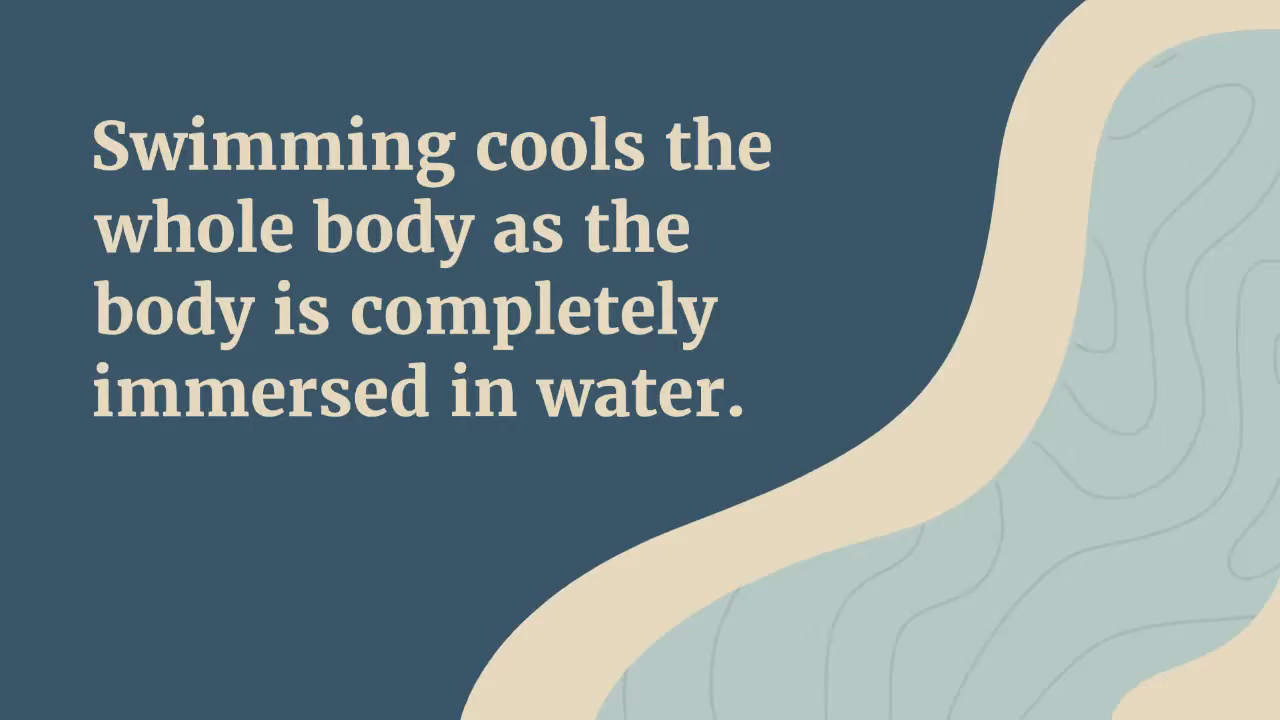 Swimming cools the
whole body as the
body is completely
immersed in water.